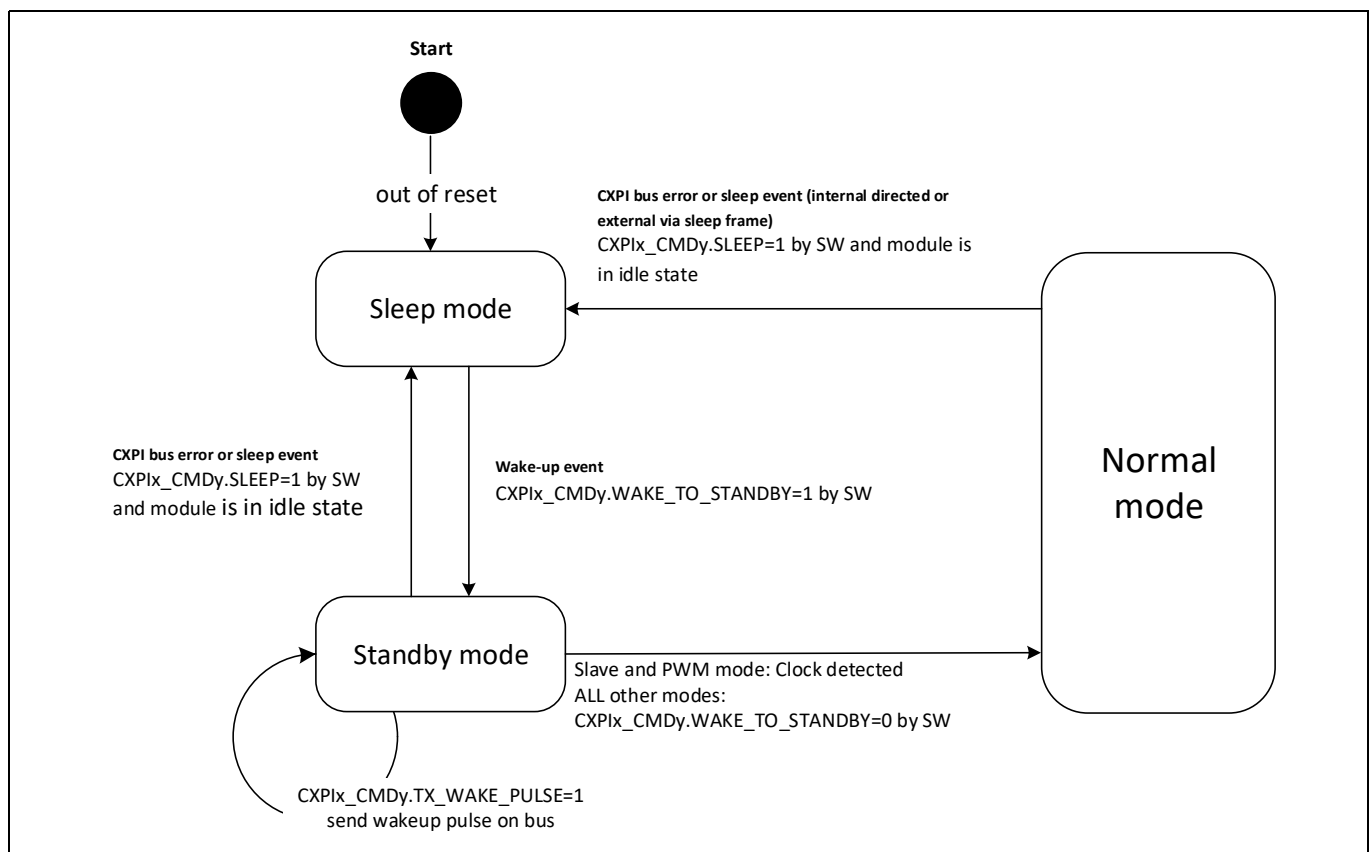 Start
out of reset
CXPI bus error or sleep event (internal directed or
external via sleep frame)
CXPIx_CMDy.SLEEP=1 by SW and module is
in idle state
Sleep mode
CXPI bus error or sleep event
CXPIx_CMDy.SLEEP=1 by SW
and module is in idle state
Wake-up event
CXPIx_CMDy.WAKE_TO_STANDBY=1 by SW
Normal
mode
Standby mode
Slave and PWM mode: Clock detected
ALL other modes:
CXPIx_CMDy.WAKE_TO_STANDBY=0 by SW
CXPIx_CMDy.TX_WAKE_PULSE=1
send wakeup pulse on bus